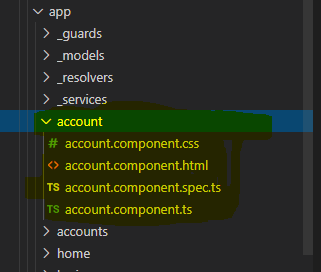 app
_guards
_models
_resolvers
_services
account
# account.component.css
<> account.component.html
TS account.component.spec.ts
TS account.component.ts
accounts
home